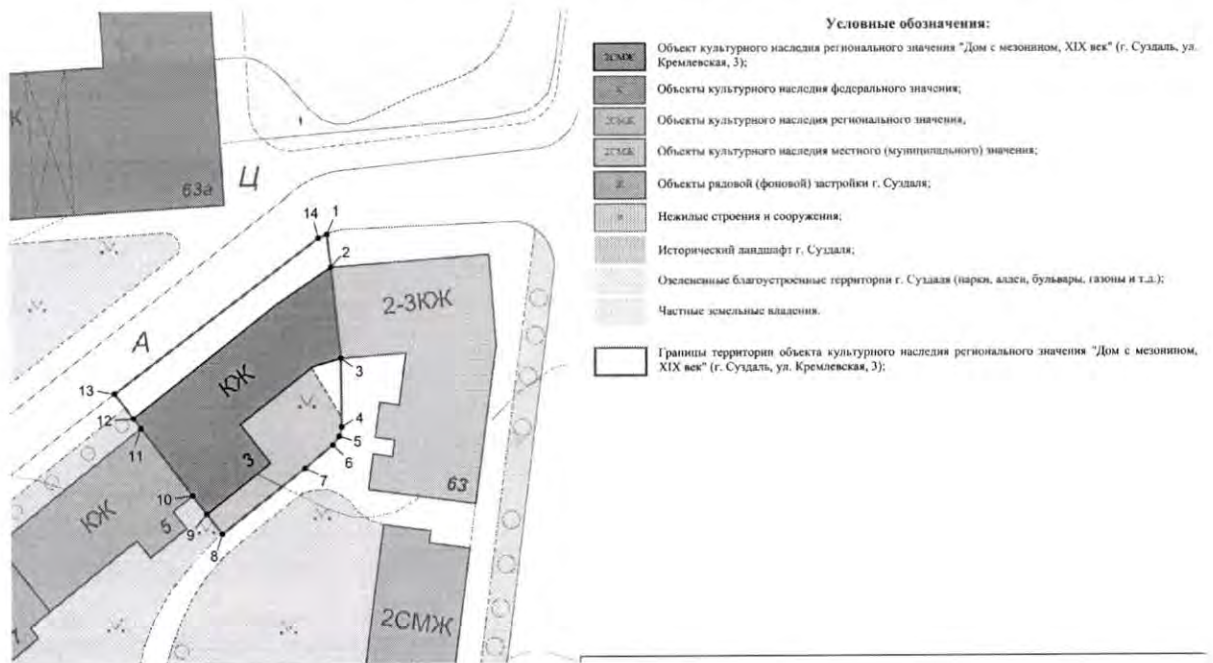 Условные обозначения:
2СМЖ
Объект культурного наследия регионального значения "Дом с мезонином, XIX век" (г. Суздаль, ул.
Кремлевская, 3);
К
Объекты культурного наследия федерального значения;
Объекты культурного наследия регионального значения,
2СМЖ
Объекты культурного наследия местного (муниципального) значения;
Ж
Объекты рядовой (фоновой) застройки г. Суздаля;
Н
Нежилые строения и сооружения;
Исторический ландшафт г. Суздаля;
Озелененные благоустроенные территории г. Суздаля (парки, аллеи, бульвары, газоны и т.д.);
Частные земельные владения.
Границы территории объекта культурного наследия регионального значения "Дом с мезонином,
XIX век" (г. Суздаль, ул. Кремлевская, 3);
К
63а
Ц
14
1
2
2-3КЖ
А
3
КЖ
13
12
4
5
11
6
3
7
63
10
КЖ
5
9
8
2СМЖ
7